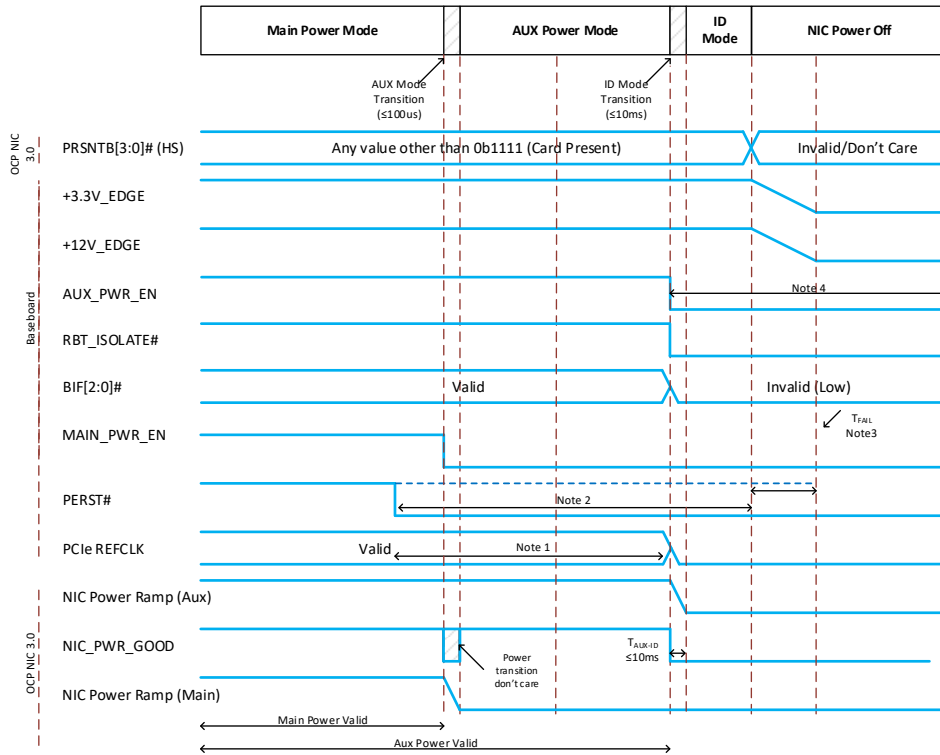 Main Power Mode
AUX Power Mode
ID
Mode
NIC Power Off
AUX Mode
Transition
(≤100us)
ID Mode
Transition
(≤10ms)
OCP NIC
3.0
PRSNTB[3:0]# (HS)
Any value other than 0b1111 (Card Present)
Invalid/Don't Care
+3.3V_EDGE
+12V_EDGE
Baseboard
AUX_PWR_EN
Note 4
RBT_ISOLATE#
BIF[2:0]#
Valid
Invalid (Low)
MAIN_PWR_EN
TFAIL
Note3
PERST#
Note 2
PCIe REFCLK
Valid
Note 1
OCP NIC 3.0
NIC Power Ramp (Aux)
NIC_PWR_GOOD
Power
transition
don't care
TAUX-ID
≤10ms
NIC Power Ramp (Main)
Main Power Valid
Aux Power Valid